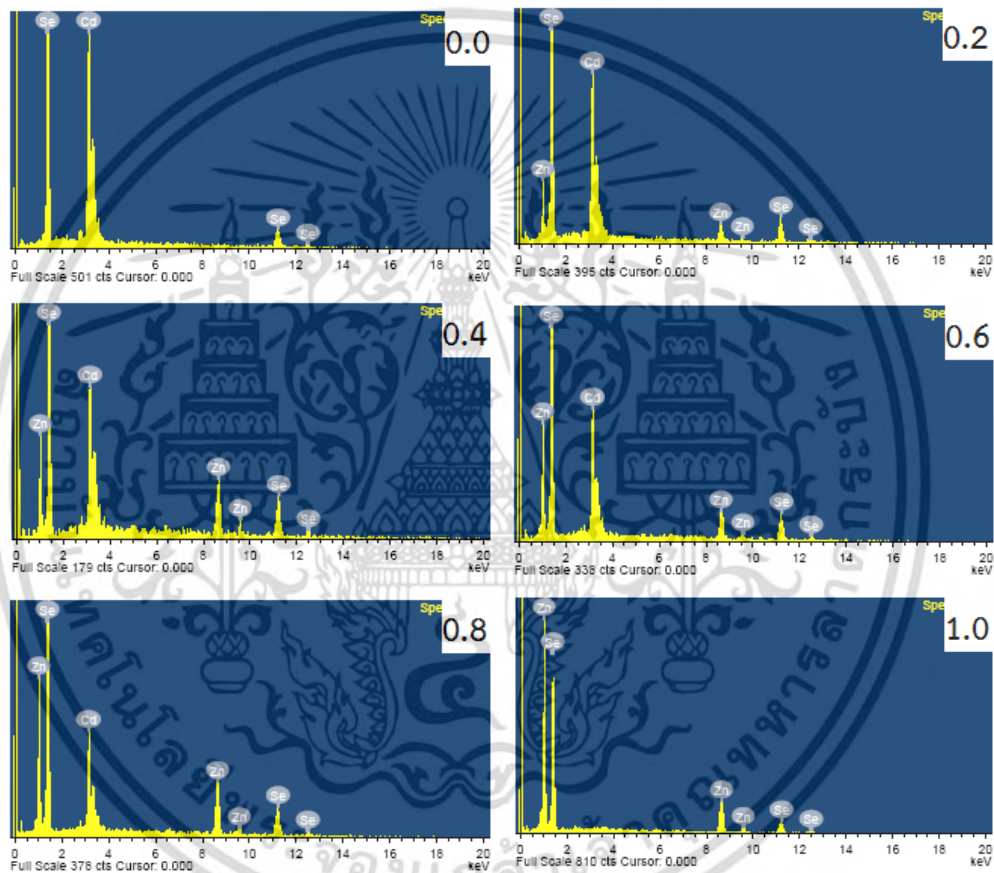 Se Cd Spe 0.0
Se
Se
0 2 4 6 8 10 12 14 16 18 20
Full Scale 501 cts Cursor: 0.000 keV
Se Spe 0.2
Cd
Zn
Zn Zn Se Se
0 2 4 6 8 10 12 14 16 18 20
Full Scale 395 cts Cursor: 0.000 keV
Se Spe 0.4
Cd
Zn
Zn Zn Se Se
0 2 4 6 8 10 12 14 16 18 20
Full Scale 179 cts Cursor: 0.000 keV
Se Spe 0.6
Cd
Zn
Zn Zn Se Se
0 2 4 6 8 10 12 14 16 18 20
Full Scale 338 cts Cursor: 0.000 keV
Se Spe 0.8
Zn
Cd
Zn Zn Se Se
0 2 4 6 8 10 12 14 16 18 20
Full Scale 378 cts Cursor: 0.000 keV
Zn Spe 1.0
Se
Zn Zn Se Se
0 2 4 6 8 10 12 14 16 18 20
Full Scale 810 cts Cursor: 0.000 keV